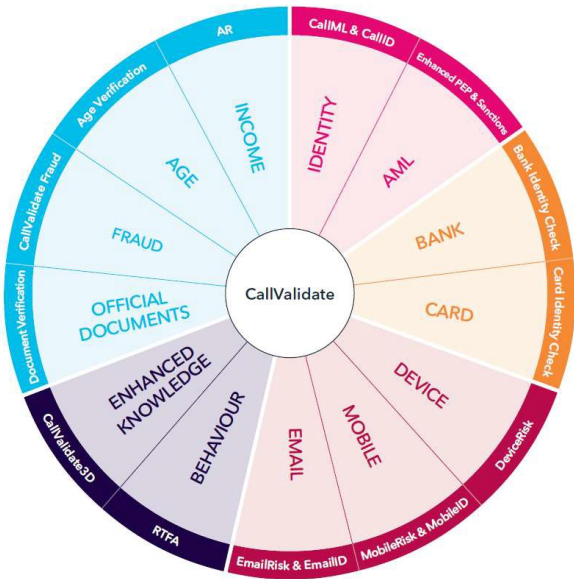 AR
CallML & CallID
Enhanced PEP & Sanctions
Bank Identity Check
Card Identity Check
DeviceRisk
MobileRisk & MobileID
EmailRisk & EmailID
RTFA
CallValidate3D
Document Verification
CallValidate Fraud
Age Verification
INCOME
IDENTITY
AML
BANK
CARD
DEVICE
MOBILE
EMAIL
BEHAVIOUR
ENHANCED
KNOWLEDGE
OFFICIAL
DOCUMENTS
FRAUD
AGE
CallValidate